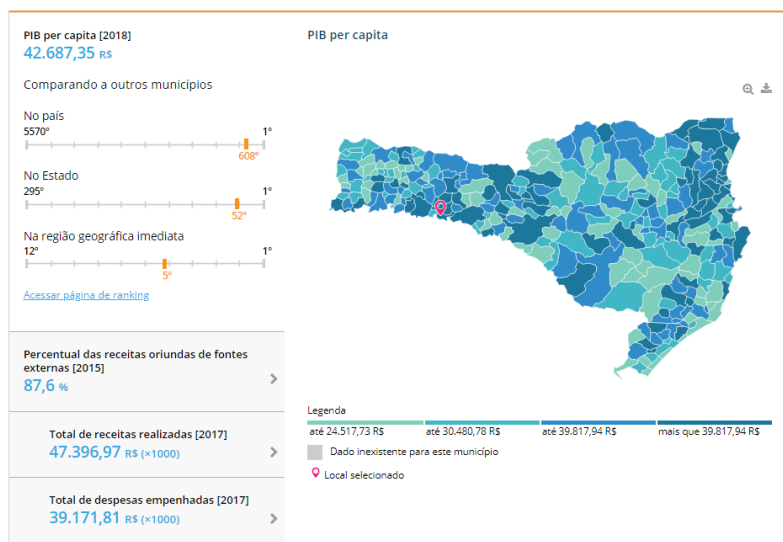 PIB per capita [2018]
42.687,35 R$
Comparando a outros municípios
No país
5570º 1º
608º
No Estado
295º 1º
52º
Na região geográfica imediata
12º 1º
5º
Acessar página de ranking
Percentual das receitas oriundas de fontes
externas [2015]
87,6 %
Total de receitas realizadas [2017]
47.396,97 R$ (×1000)
Total de despesas empenhadas [2017]
39.171,81 R$ (×1000)
PIB per capita
Legenda
até 24.517,73 R$ até 30.480,78 R$ até 39.817,94 R$ mais que 39.817,94 R$
Dado inexistente para este município
Local selecionado